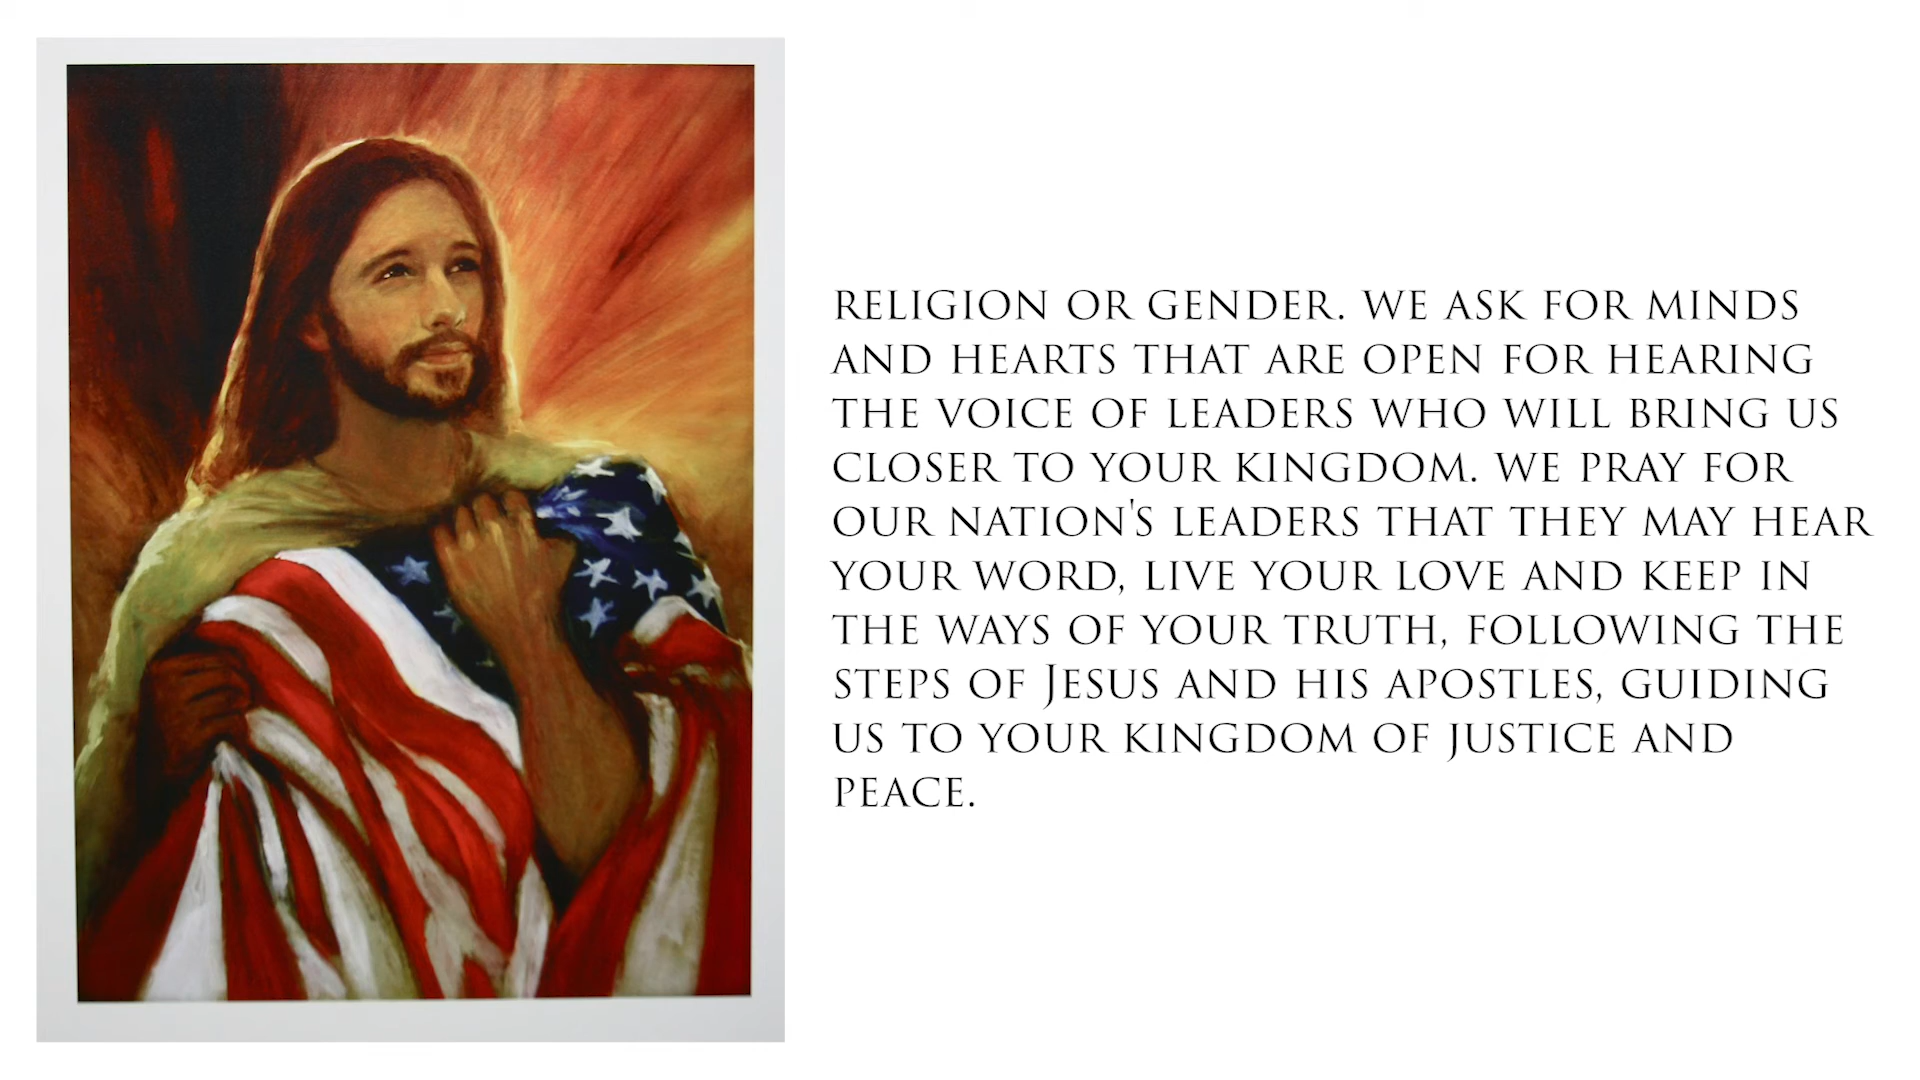 RELIGION OR GENDER. WE ASK FOR MINDS
AND HEARTS THAT ARE OPEN FOR HEARING
THE VOICE OF LEADERS WHO WILL BRING US
CLOSER TO YOUR KINGDOM. WE PRAY FOR
OUR NATION'S LEADERS THAT THEY MAY HEAR
YOUR WORD, LIVE YOUR LOVE AND KEEP IN
THE WAYS OF YOUR TRUTH, FOLLOWING THE
STEPS OF JESUS AND HIS APOSTLES, GUIDING
US TO YOUR KINGDOM OF JUSTICE AND
PEACE.